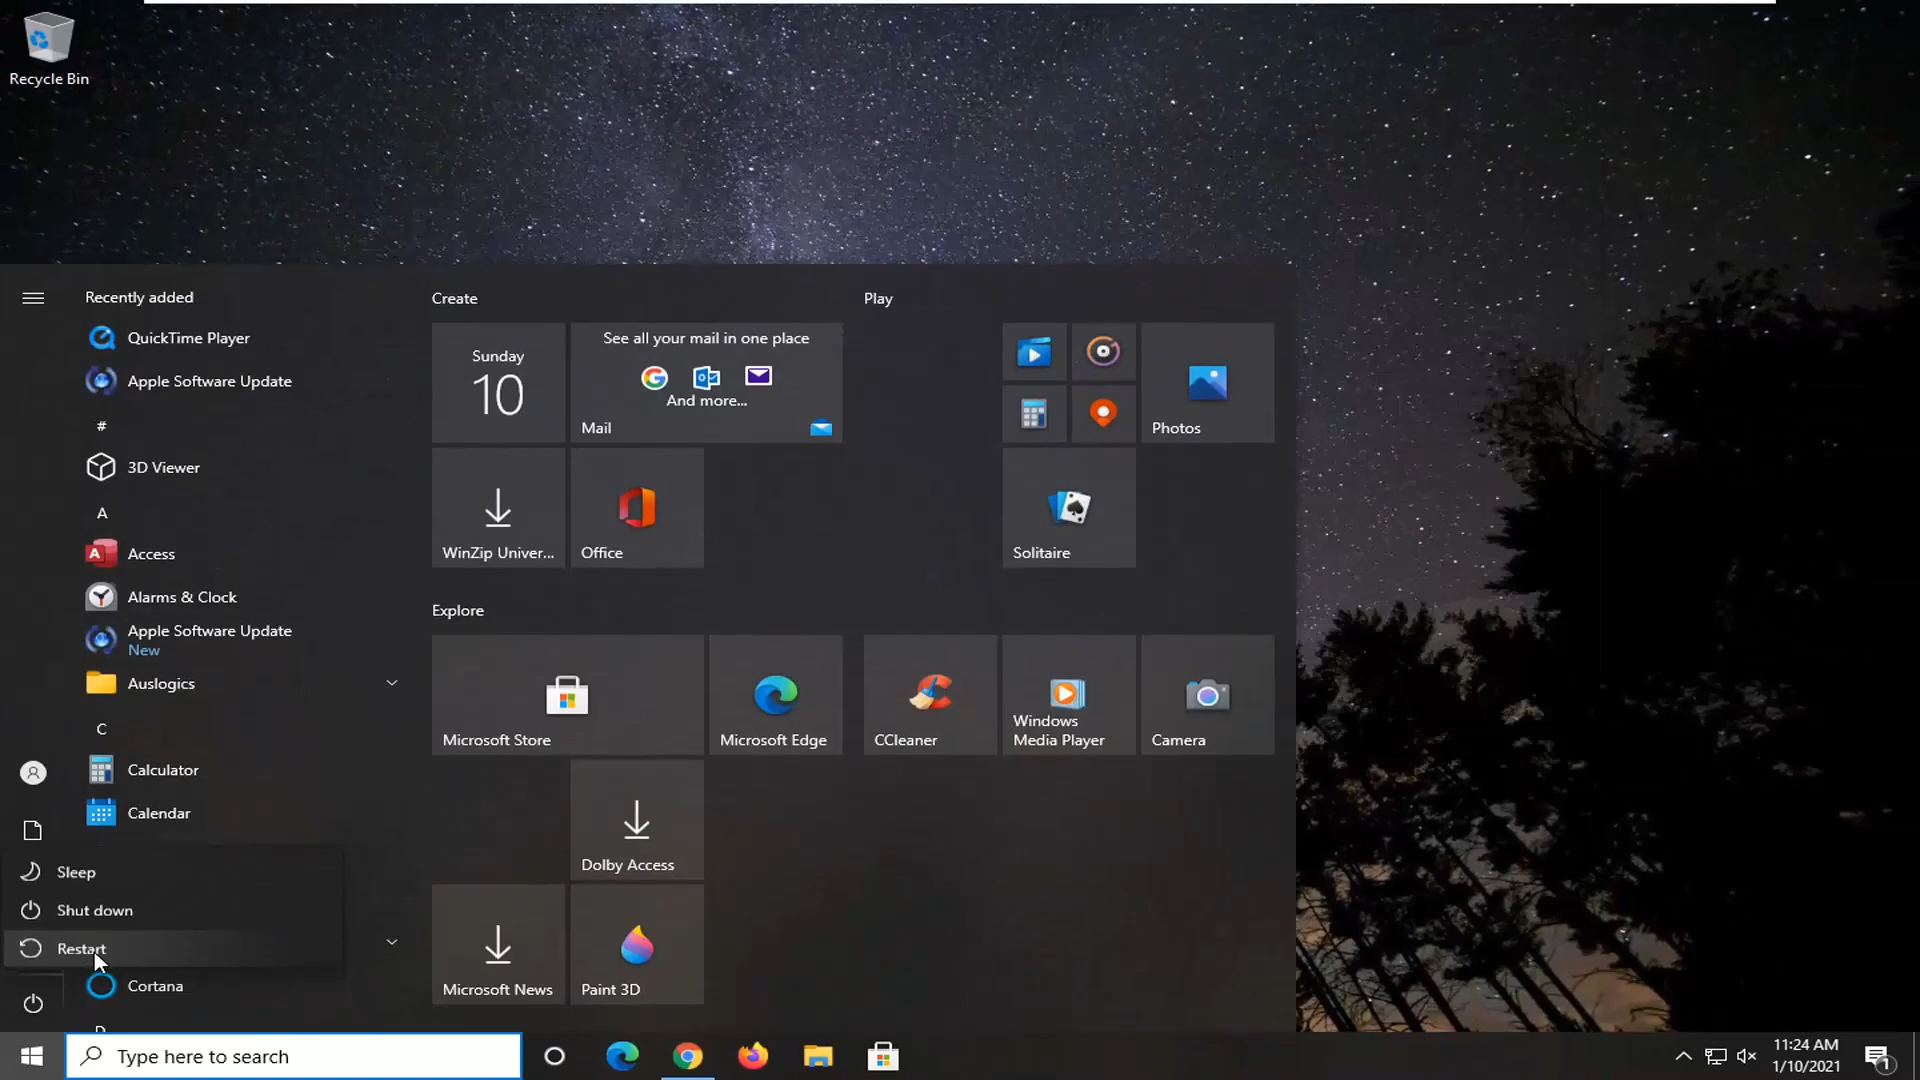 Recycle Bin
Recently added
QuickTime Player
Apple Software Update
#
3D Viewer
A
Access
Alarms & Clock
Apple Software Update
New
Auslogics
C
Calculator
Calendar
Sleep
Shut down
Restart
Cortana
D
Create
Sunday
10
See all your mail in one place
And more...
Mail
WinZip Univer...
Office
Play
Photos
Solitaire
Explore
Microsoft Store
Microsoft Edge
CCleaner
Windows
Media Player
Camera
Dolby Access
Microsoft News
Paint 3D
Type here to search
11:24 AM
1/10/2021
1